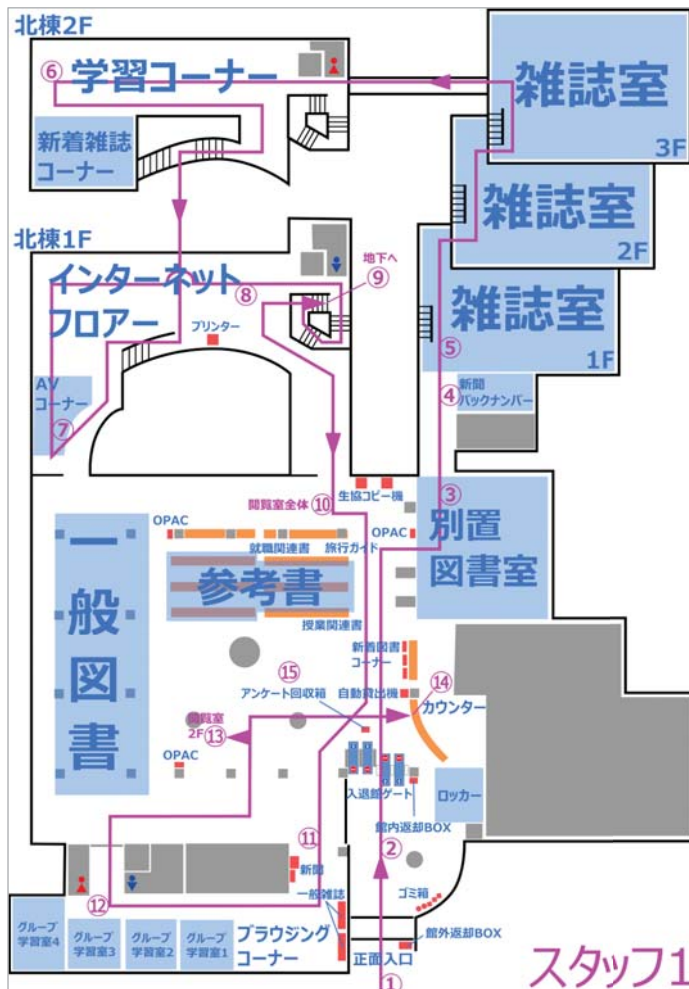 北棟2F
⑥
学習コーナー
新着雑誌
コーナー
雑誌室
3F
雑誌室
2F
雑誌室
1F
北棟1F
インターネット
フロアー
⑧
地下へ
⑨
プリンター
AV
コーナー
⑦
⑤
④
新聞
バックナンバー
③
別置
図書室
生協コピー機
閲覧室全体
⑩
OPAC
OPAC
就職関連書
旅行ガイド
一般図書
参考書
授業関連書
新着図書
コーナー
⑮
アンケート回収箱
自動貸出機
⑭
カウンター
閲覧室
2F
⑬
OPAC
入退館ゲート
ロッカー
館内返却BOX
②
⑪
新聞
一般雑誌
⑫
ゴミ箱
グループ
学習室4
グループ
学習室3
グループ
学習室2
グループ
学習室1
ブラウジング
コーナー
正面入口
館外返却BOX
①
スタッフ1